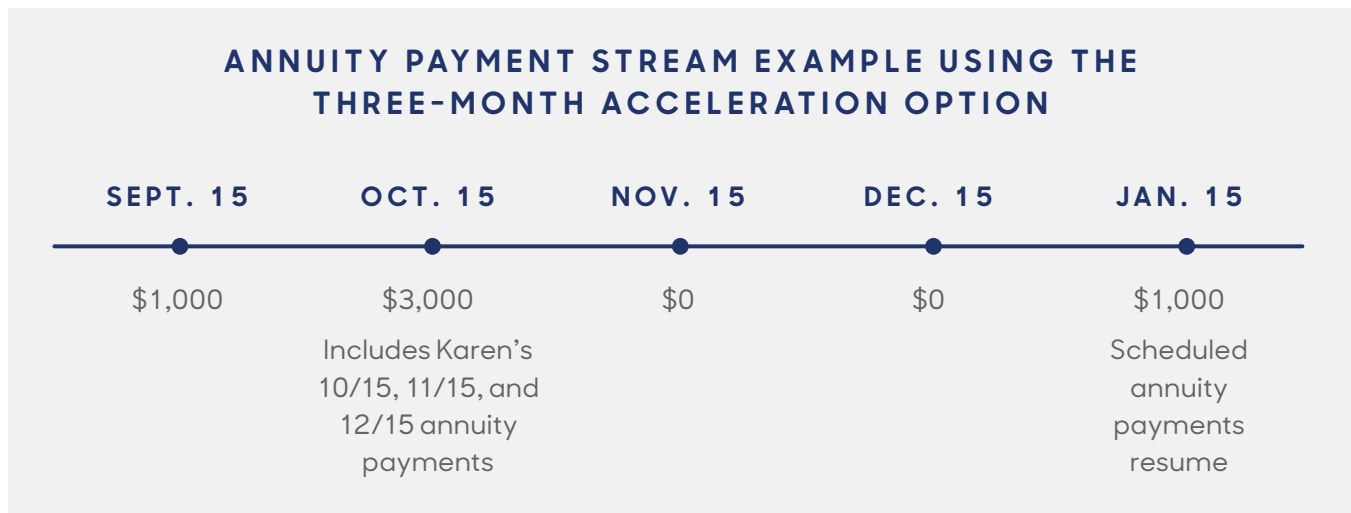 ANNUITY PAYMENT STREAM EXAMPLE USING THE
THREE-MONTH ACCELERATION OPTION
SEPT. 15
OCT. 15
NOV. 15
DEC. 15
JAN. 15
$1,000
$3,000
$0
$0
$1,000
Includes Karen’s
10/15, 11/15, and
12/15 annuity
payments
Scheduled
annuity
payments
resume